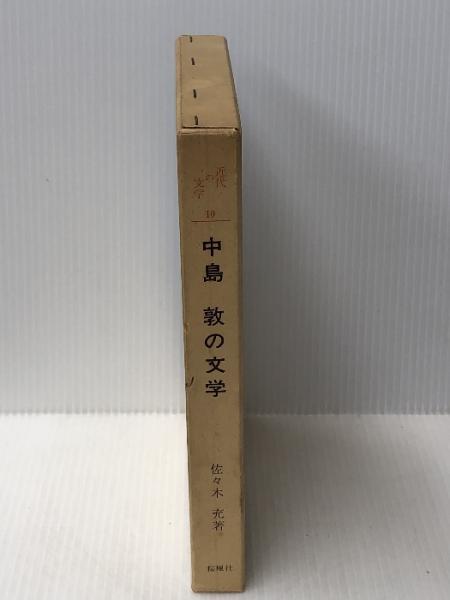 近代の文学
10
中島 敦の文学
佐々木 充著
桜楓社